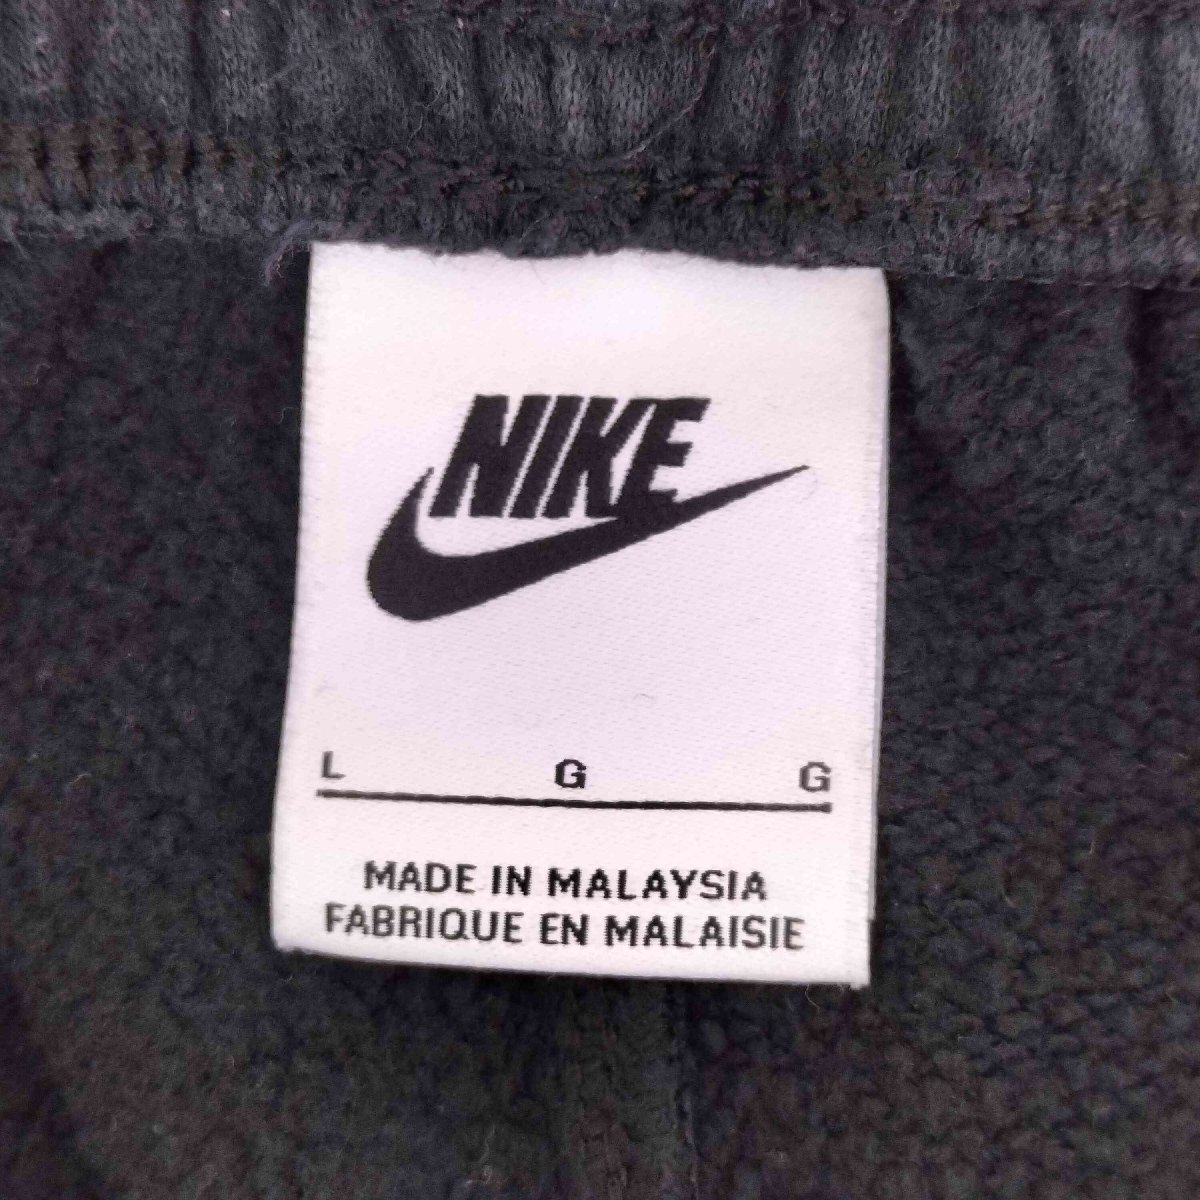 NIKE
L G G
MADE IN MALAYSIA
FABRIQUE EN MALAISIE